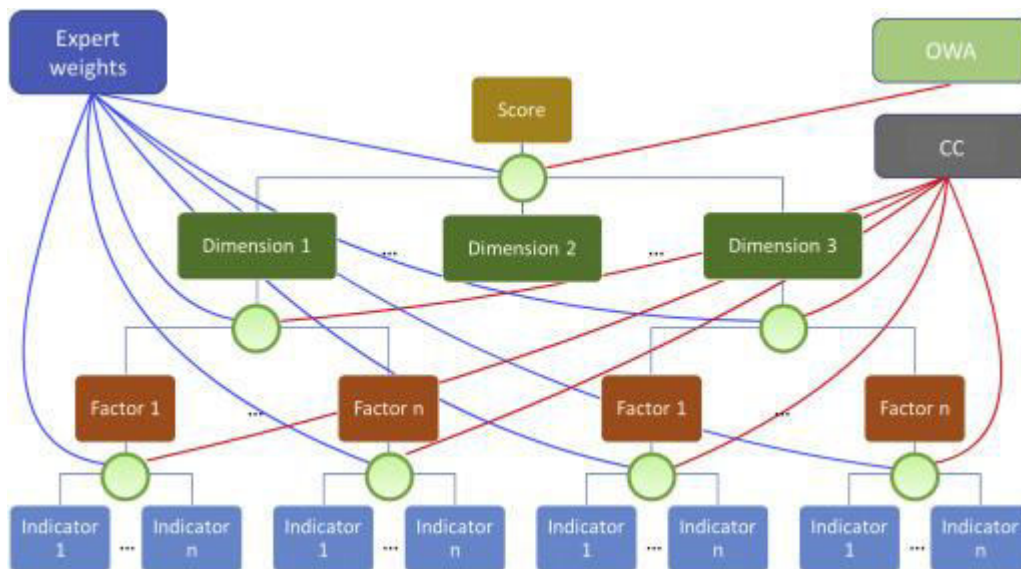 Expert
weights
OWA
Score
CC
Dimension 1
...
Dimension 2
...
Dimension 3
Factor 1
...
Factor n
Factor 1
...
Factor n
Indicator
1
...
Indicator
n
Indicator
1
...
Indicator
n
Indicator
1
...
Indicator
n
Indicator
1
...
Indicator
n